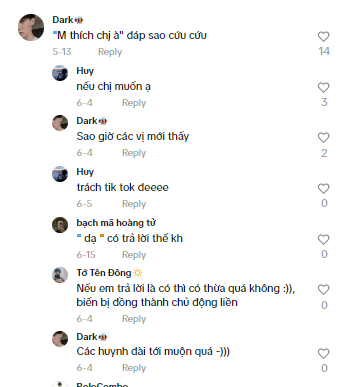 Dark🐝
"M thích chị à" đáp sao cứu cứu
5-13 Reply
14
Huy
nếu chị muốn ạ
6-4 Reply
3
Dark🐝
Sao giờ các vị mới thấy
6-4 Reply
2
Huy
trách tik tok đeeee
6-5 Reply
0
bạch mã hoàng tử
" dạ " có trả lời thế kh
6-15 Reply
0
Tớ Tên Đông 🔆
Nếu em trả lời là có thì có thừa quá không :)),
biến bị đồng thành chủ động liền
6-4 Reply
0
Dark🐝
Các huynh đài tới muộn quá -)))
6-4 Reply
0